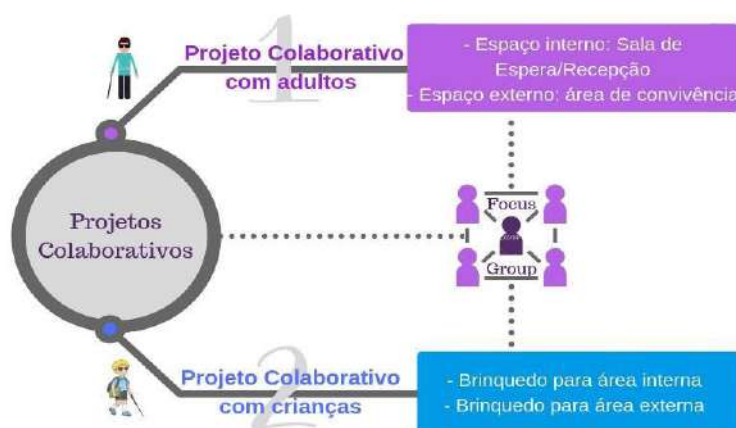 1
Projeto Colaborativo
com adultos
- Espaço interno: Sala de
Espera/Recepção
- Espaço externo: área de convivência
Projetos
Colaborativos
Focus
Group
2
Projeto Colaborativo
com crianças
- Brinquedo para área interna
- Brinquedo para área externa